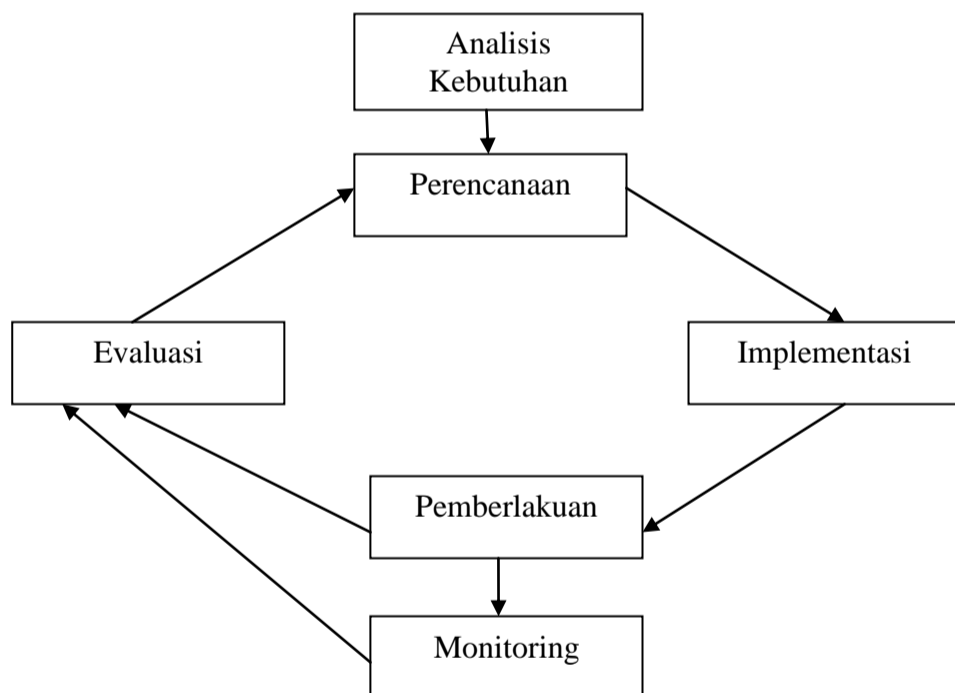 Analisis
Kebutuhan
Perencanaan
Evaluasi
Implementasi
Pemberlakuan
Monitoring